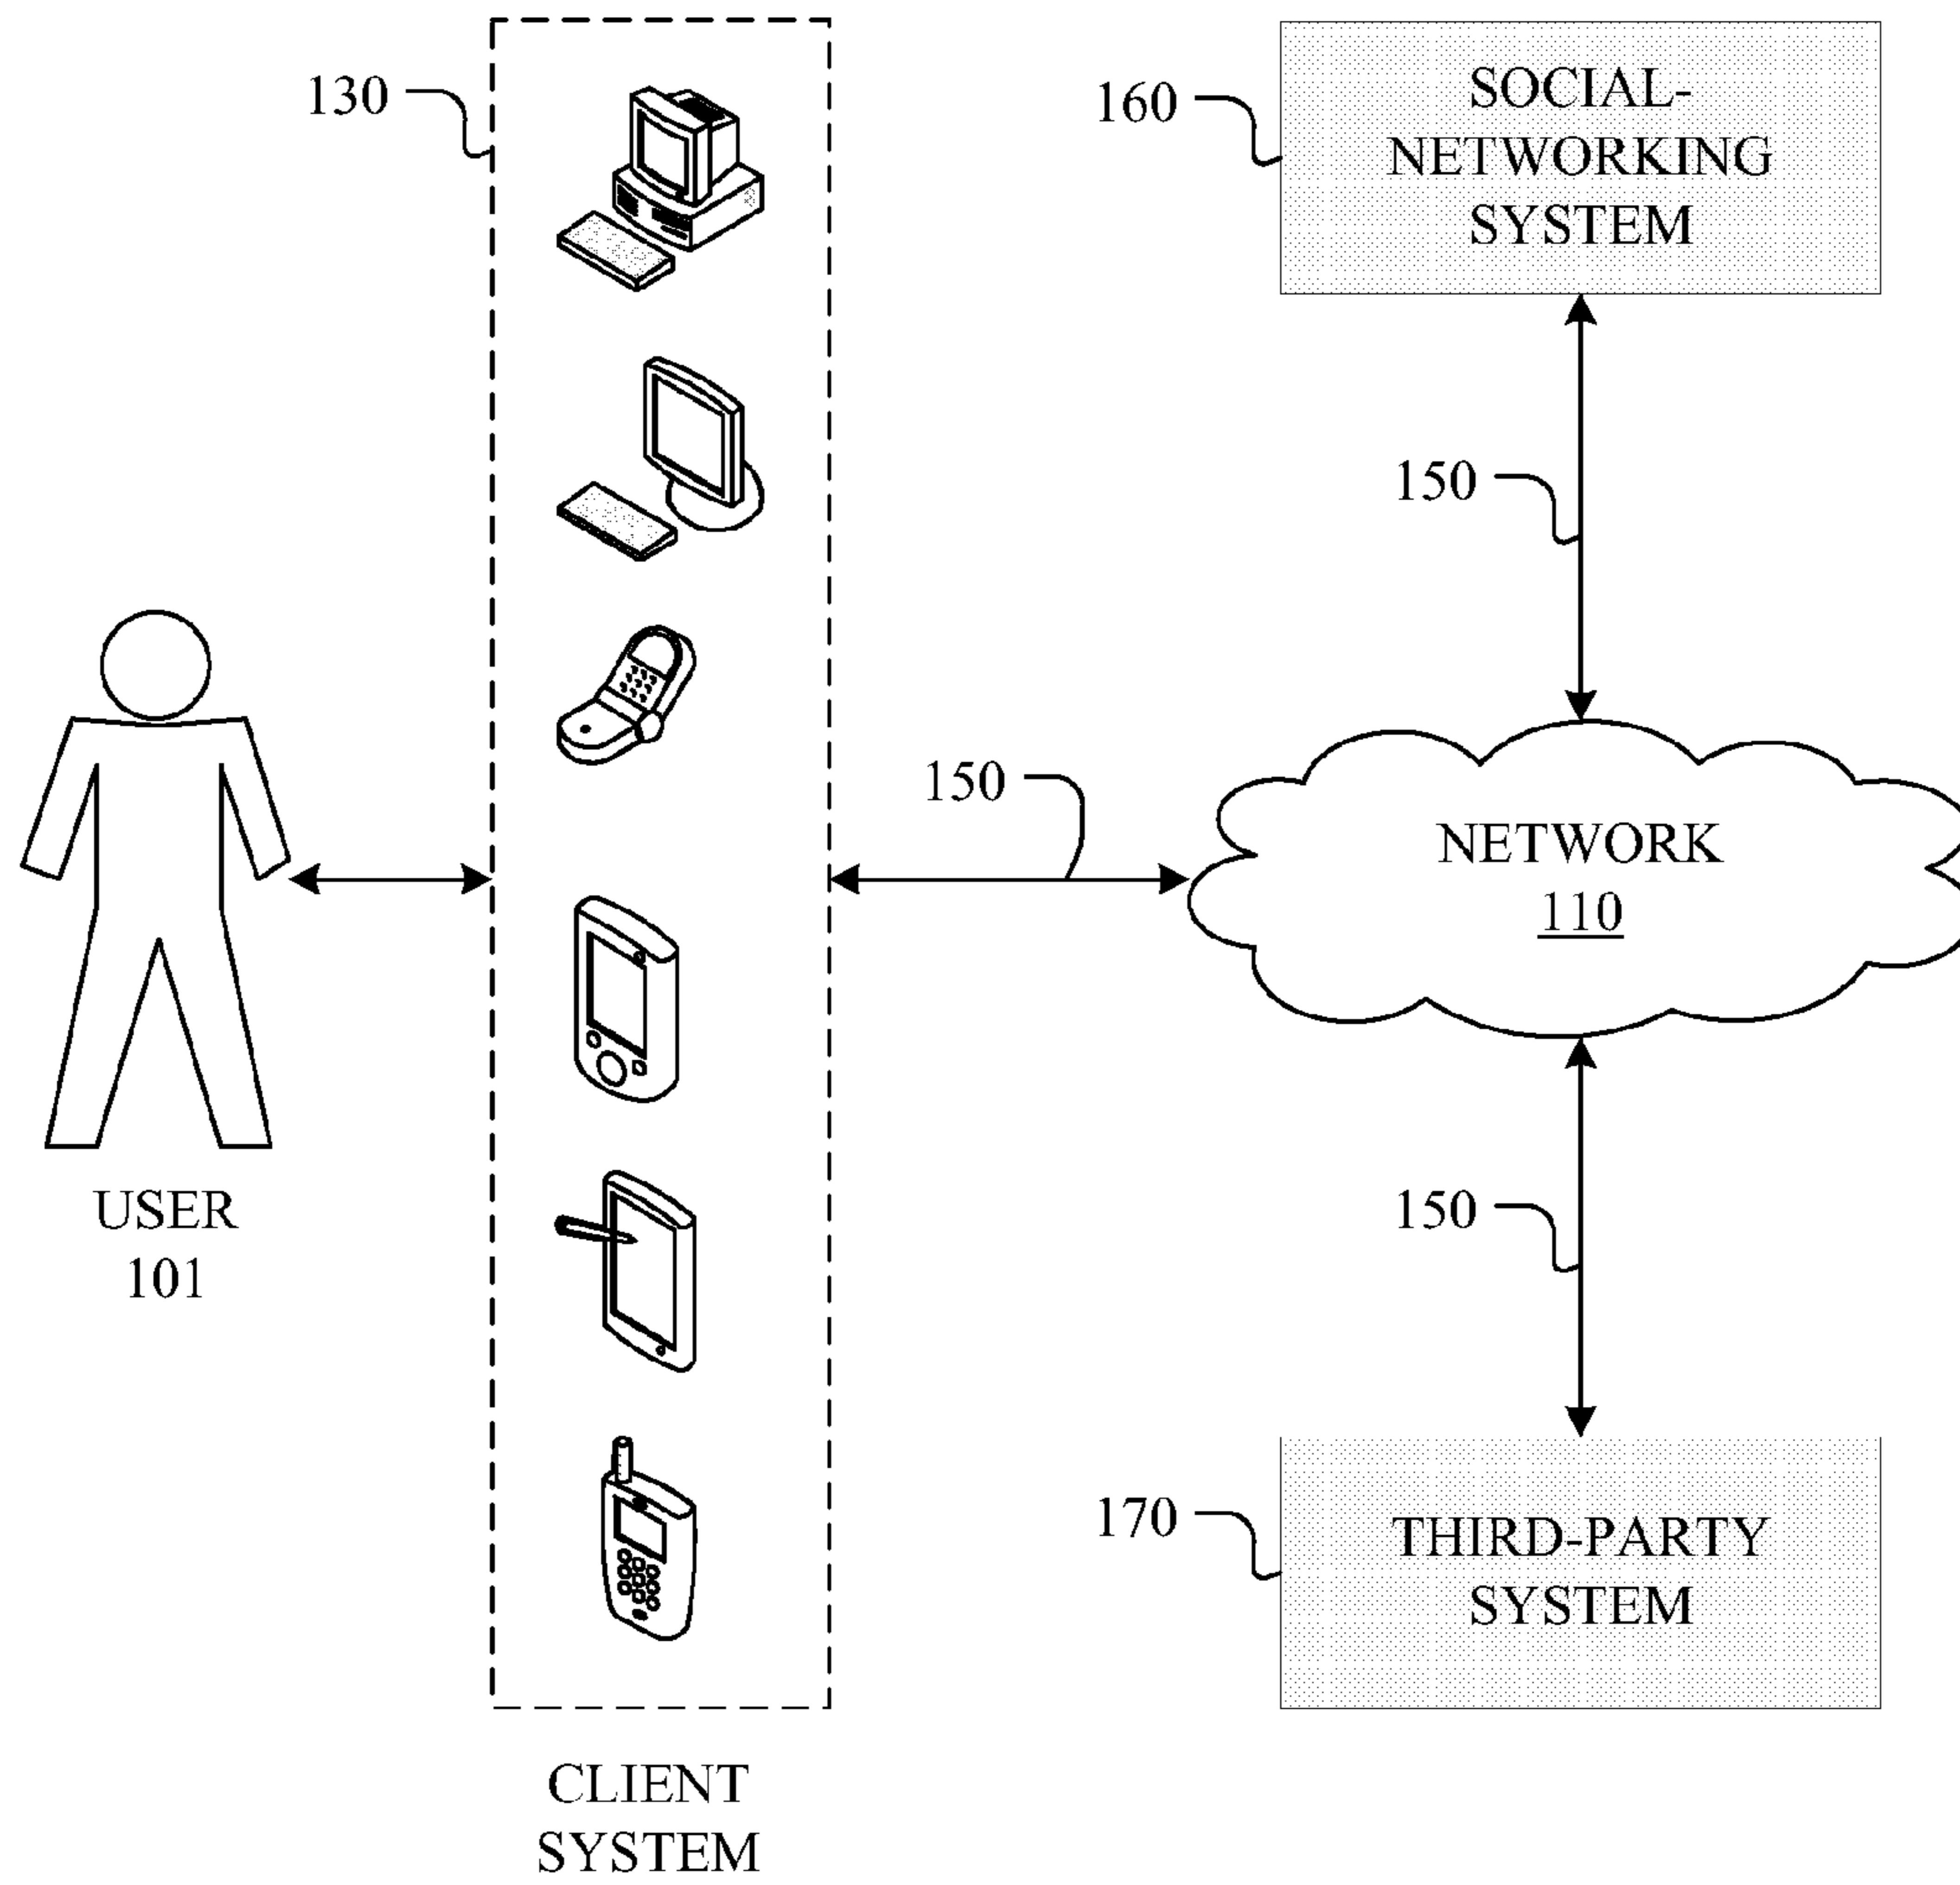 130
160
SOCIAL-
NETWORKING
SYSTEM
150
150
NETWORK
110
USER
101
150
170
THIRD-PARTY
SYSTEM
CLIENT
SYSTEM